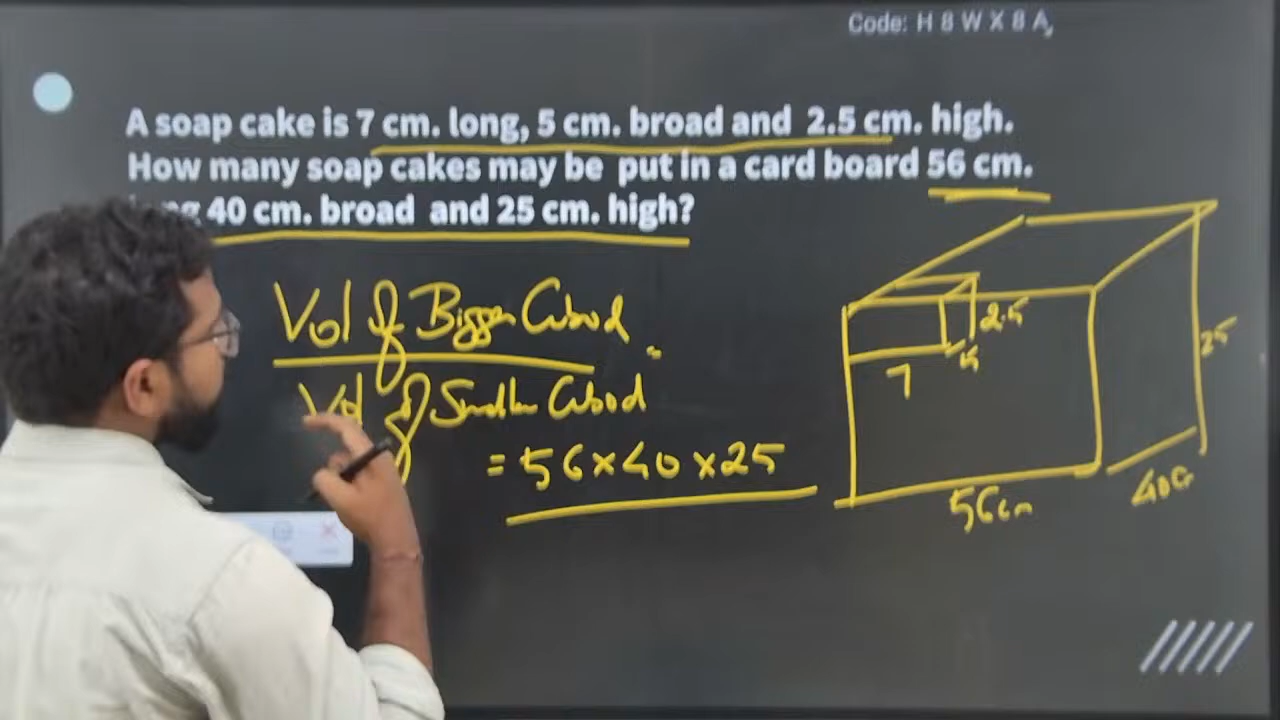 Code: H 8 W X 8 A
A soap cake is 7 cm. long, 5 cm. broad and 2.5 cm. high.
How many soap cakes may be put in a card board 56 cm.
40 cm. broad and 25 cm. high?
Vol of Bigger Cuboid
Vol of Smaller Cuboid
=
= 56×40×25
2.5
5
7
25
56cm
40c